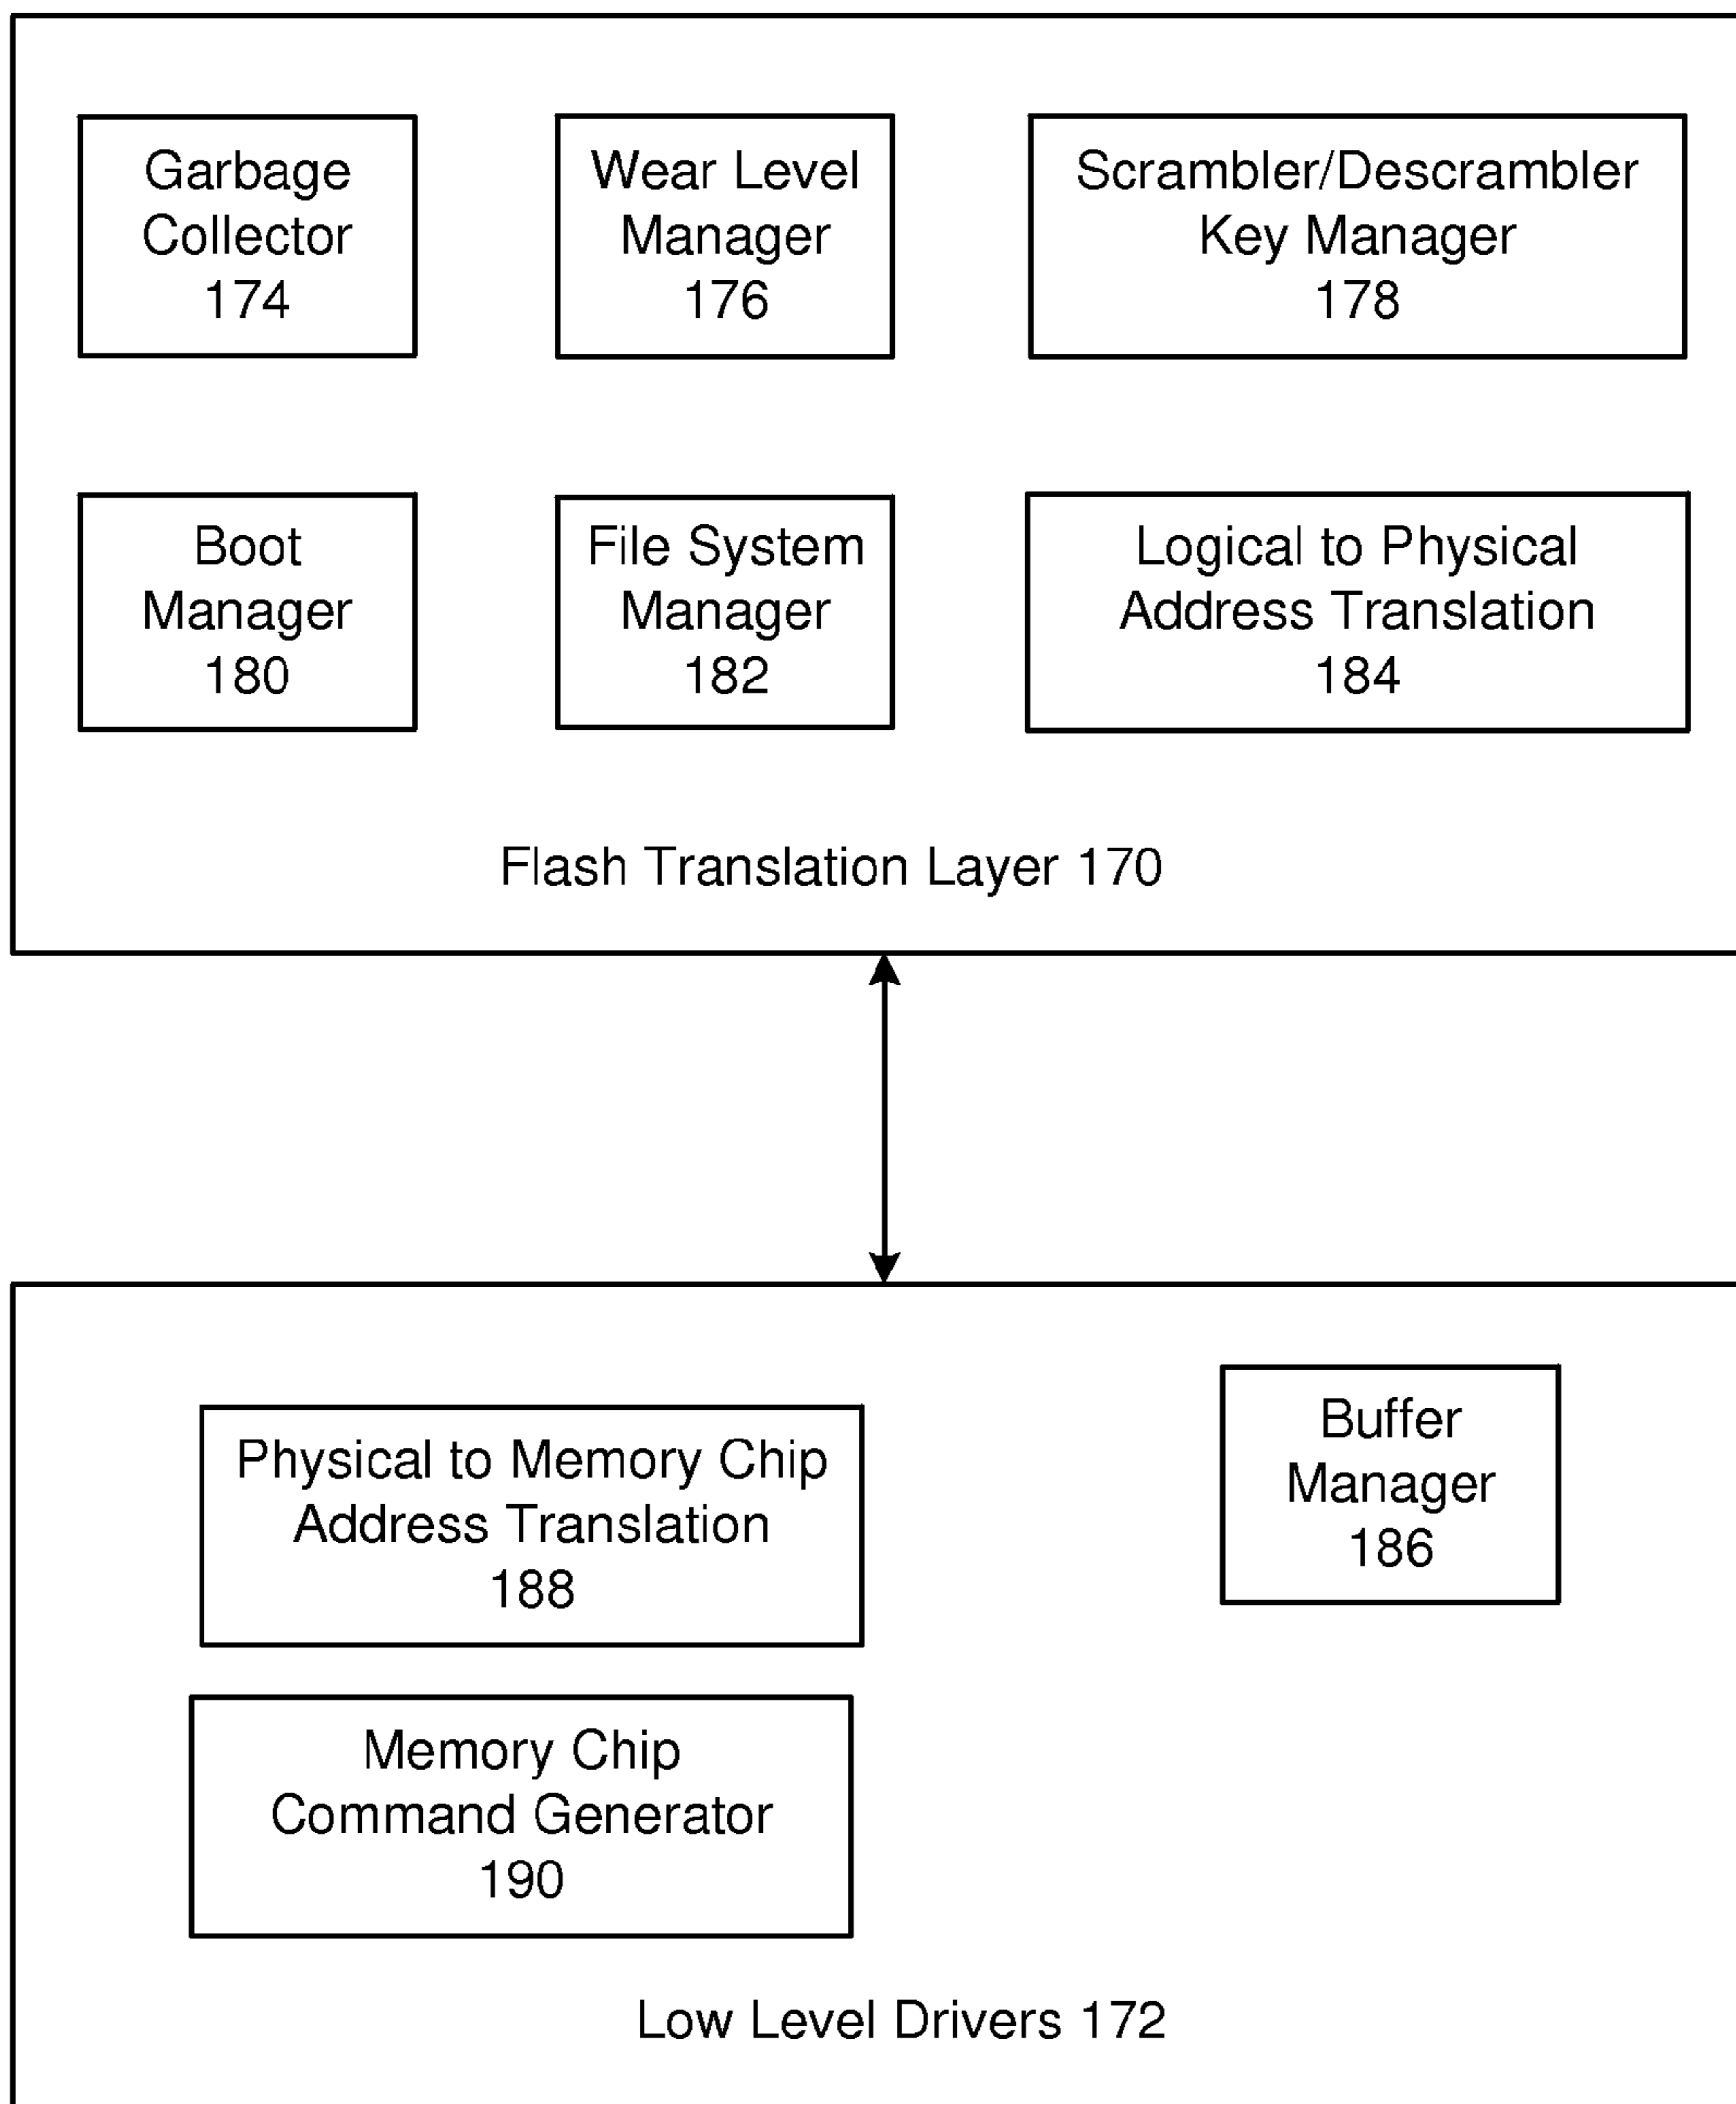 Garbage
Collector
174
Wear Level
Manager
176
Scrambler/Descrambler
Key Manager
178
Boot
Manager
180
File System
Manager
182
Logical to Physical
Address Translation
184
Flash Translation Layer 170
Physical to Memory Chip
Address Translation
188
Buffer
Manager
186
Memory Chip
Command Generator
190
Low Level Drivers 172